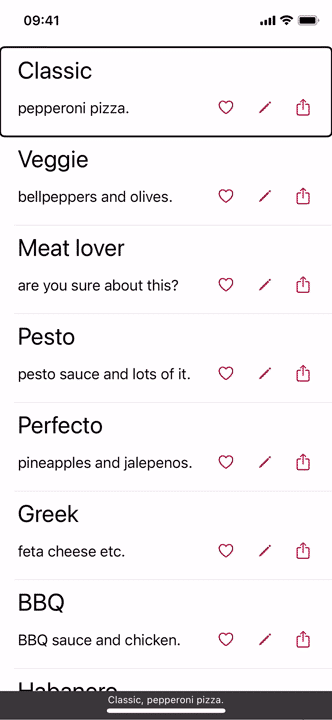 09:41
Classic
pepperoni pizza.
Veggie
bellpeppers and olives.
Meat lover
are you sure about this?
Pesto
pesto sauce and lots of it.
Perfecto
pineapples and jalepenos.
Greek
feta cheese etc.
BBQ
BBQ sauce and chicken.
Habanero
Classic, pepperoni pizza.